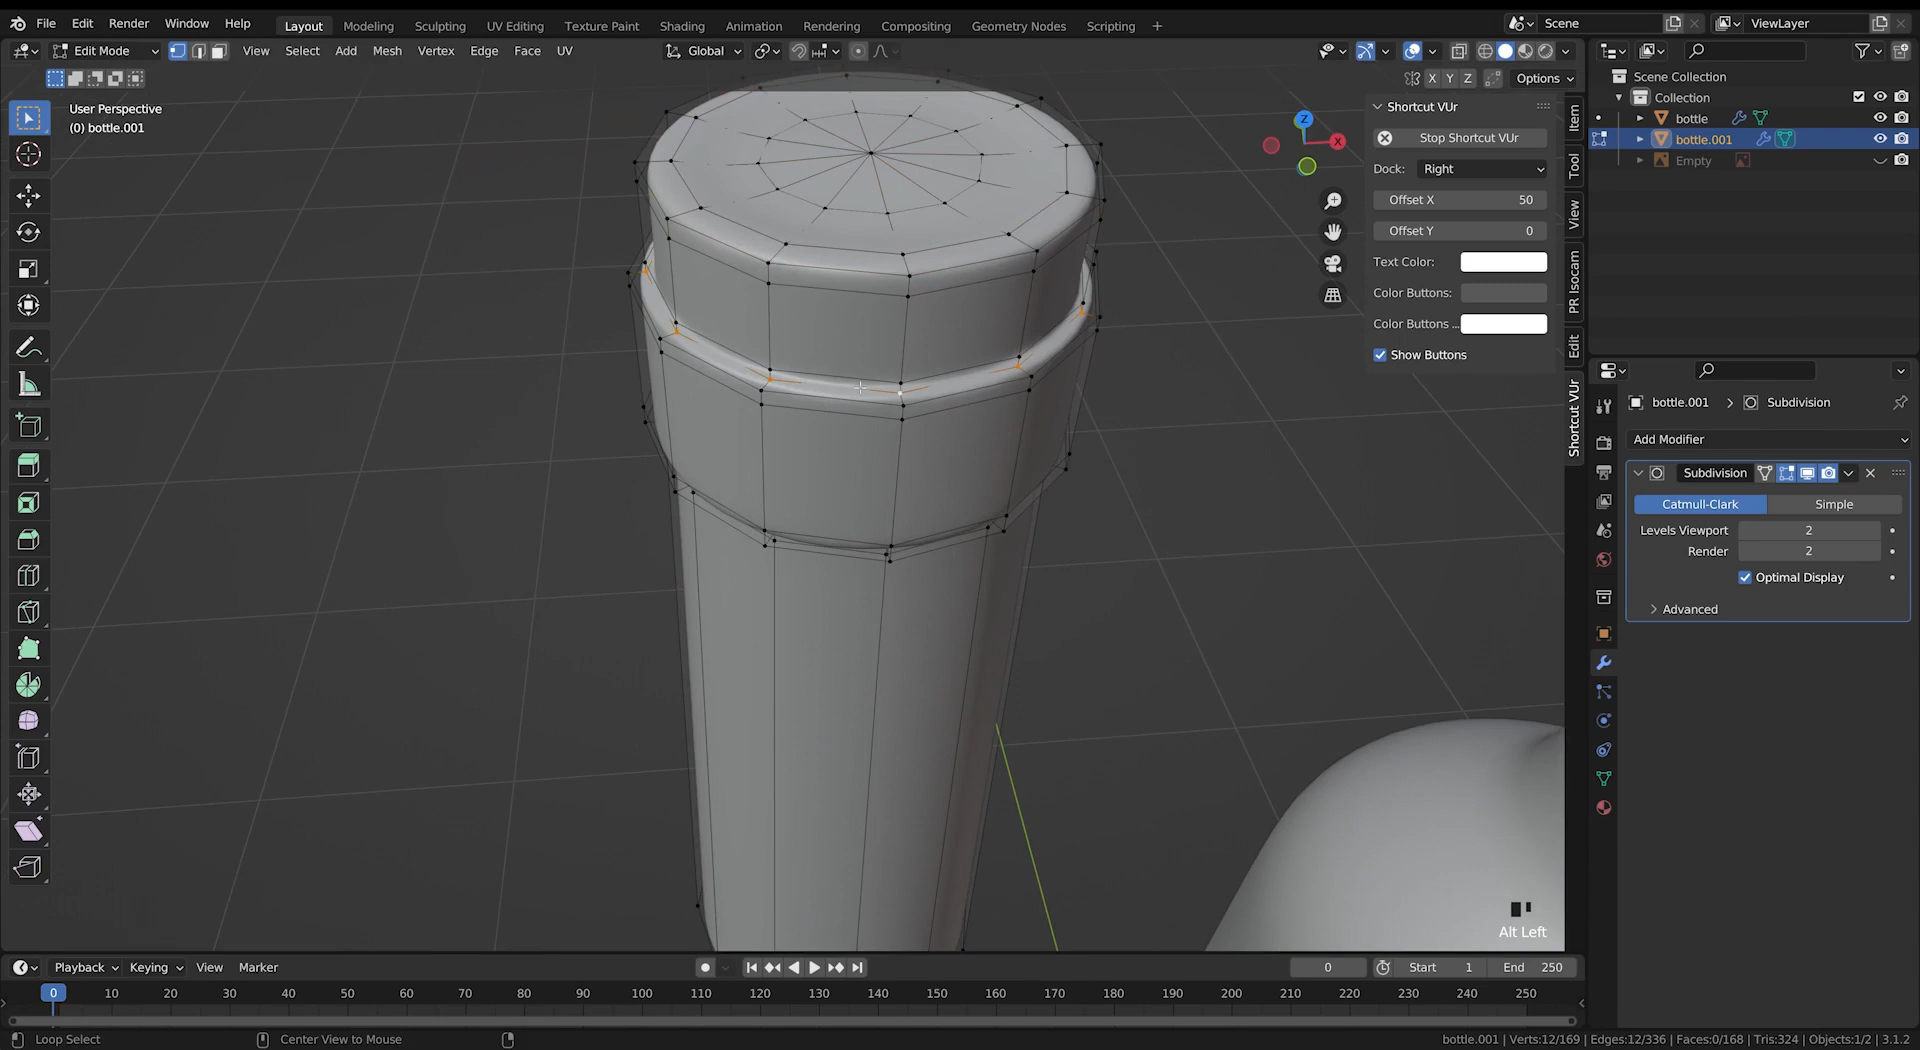 File Edit Render Window Help Layout Modeling Sculpting UV Editing Texture Paint Shading Animation Rendering Compositing Geometry Nodes Scripting + Scene ViewLayer
Edit Mode View Select Add Mesh Vertex Edge Face UV Global
X Y Z Options
User Perspective
(0) bottle.001
Z
X
Shortcut VUr
Stop Shortcut VUr
Dock: Right
Offset X 50
Offset Y 0
Text Color:
Color Buttons:
Color Buttons ...
Show Buttons
Item
Tool
View
PR Isocam
Edit
Shortcut VUr
Scene Collection
Collection
bottle
bottle.001
Empty
bottle.001 > Subdivision
Add Modifier
Subdivision
Catmull-Clark Simple
Levels Viewport 2
Render 2
Optimal Display
Advanced
Alt Left
Playback Keying View Marker 0 Start 1 End 250
0 10 20 30 40 50 60 70 80 90 100 110 120 130 140 150 160 170 180 190 200 210 220 230 240 250
Loop Select Center View to Mouse bottle.001 | Verts:12/169 | Edges:12/336 | Faces:0/168 | Tris:324 | Objects:1/2 | 3.1.2